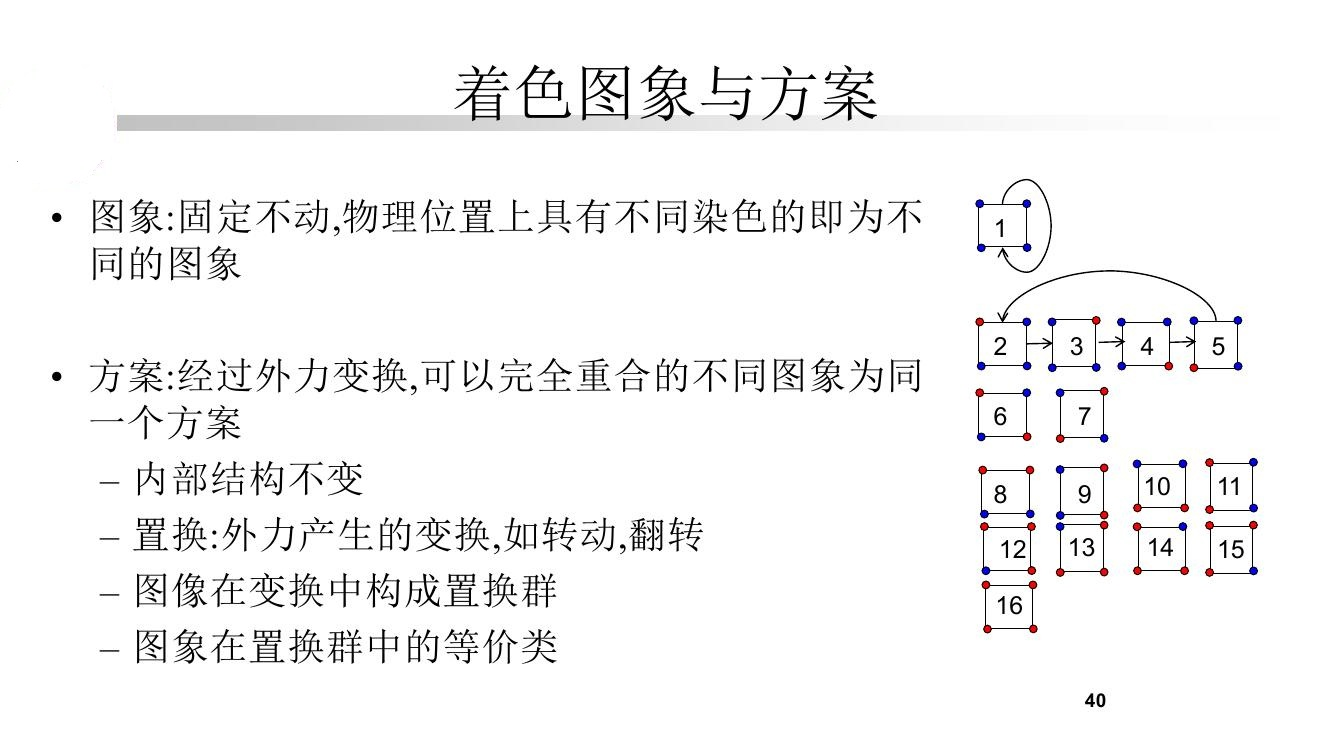 着色图象与方案
• 图象:固定不动,物理位置上具有不同染色的即为不
同的图象
• 方案:经过外力变换,可以完全重合的不同图象为同
一个方案
– 内部结构不变
– 置换:外力产生的变换,如转动,翻转
– 图像在变换中构成置换群
– 图象在置换群中的等价类
1
2 3 4 5
6 7
8 9 10 11
12 13 14 15
16
40